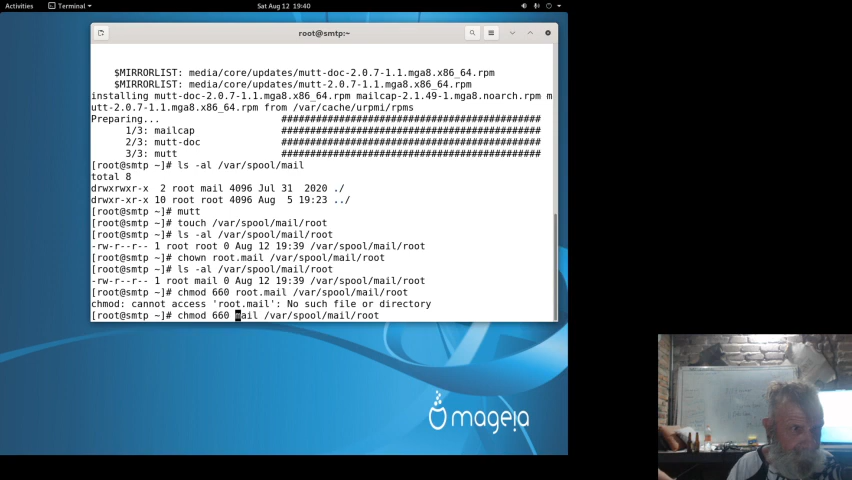 Activities Terminal Sat Aug 12 19:40
root@smtp:~
$MIRRORLIST: media/core/updates/mutt-doc-2.0.7-1.1.mga8.x86_64.rpm
$MIRRORLIST: media/core/updates/mutt-2.0.7-1.1.mga8.x86_64.rpm
installing mutt-doc-2.0.7-1.1.mga8.x86_64.rpm mailcap-2.1.49-1.mga8.noarch.rpm m
utt-2.0.7-1.1.mga8.x86_64.rpm from /var/cache/urpmi/rpms
Preparing... #############################################
1/3: mailcap #############################################
2/3: mutt-doc #############################################
3/3: mutt #############################################
[root@smtp ~]# ls -al /var/spool/mail
total 8
drwxrwxr-x 2 root mail 4096 Jul 31 2020 ./
drwxr-xr-x 10 root root 4096 Aug 5 19:23 ../
[root@smtp ~]# mutt
[root@smtp ~]# touch /var/spool/mail/root
[root@smtp ~]# ls -al /var/spool/mail/root
-rw-r--r-- 1 root root 0 Aug 12 19:39 /var/spool/mail/root
[root@smtp ~]# chown root.mail /var/spool/mail/root
[root@smtp ~]# ls -al /var/spool/mail/root
-rw-r--r-- 1 root mail 0 Aug 12 19:39 /var/spool/mail/root
[root@smtp ~]# chmod 660 root.mail /var/spool/mail/root
chmod: cannot access 'root.mail': No such file or directory
[root@smtp ~]# chmod 660 mail /var/spool/mail/root
mageia